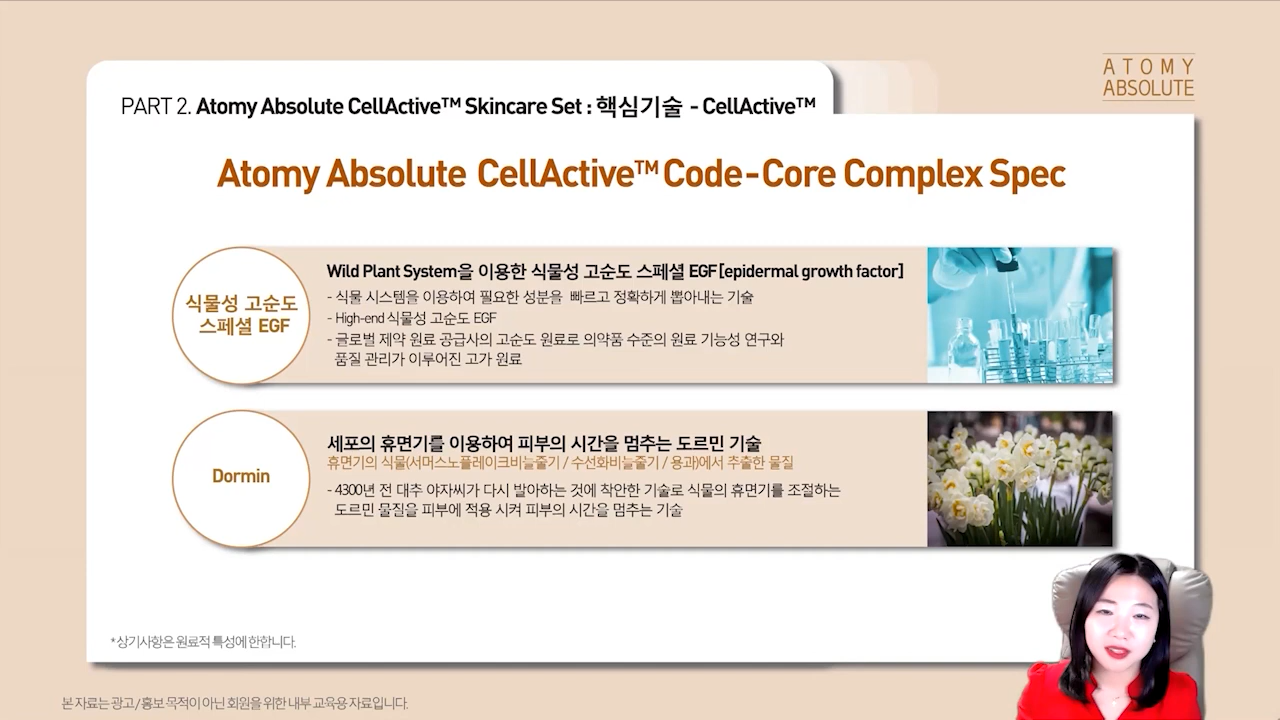 ATOMY
ABSOLUTE
PART 2. Atomy Absolute CellActive™ Skincare Set : 핵심기술 - CellActive™
Atomy Absolute CellActive™ Code-Core Complex Spec
식물성 고순도
스페셜 EGF
Wild Plant System을 이용한 식물성 고순도 스페셜 EGF[epidermal growth factor]
- 식물 시스템을 이용하여 필요한 성분을 빠르고 정확하게 뽑아내는 기술
- High-end 식물성 고순도 EGF
- 글로벌 제약 원료 공급사의 고순도 원료로 의약품 수준의 원료 기능성 연구와
품질 관리가 이루어진 고가 원료
Dormin
세포의 휴면기를 이용하여 피부의 시간을 멈추는 도르민 기술
휴면기의 식물(서머스노플레이크비늘줄기 / 수선화비늘줄기 / 용과)에서 추출한 물질
- 4300년 전 대추 야자씨가 다시 발아하는 것에 착안한 기술로 식물의 휴면기를 조절하는
도르민 물질을 피부에 적용 시켜 피부의 시간을 멈추는 기술
* 상기사항은 원료적 특성에 한합니다.
본 자료는 광고/홍보 목적이 아닌 회원을 위한 내부 교육용 자료입니다.